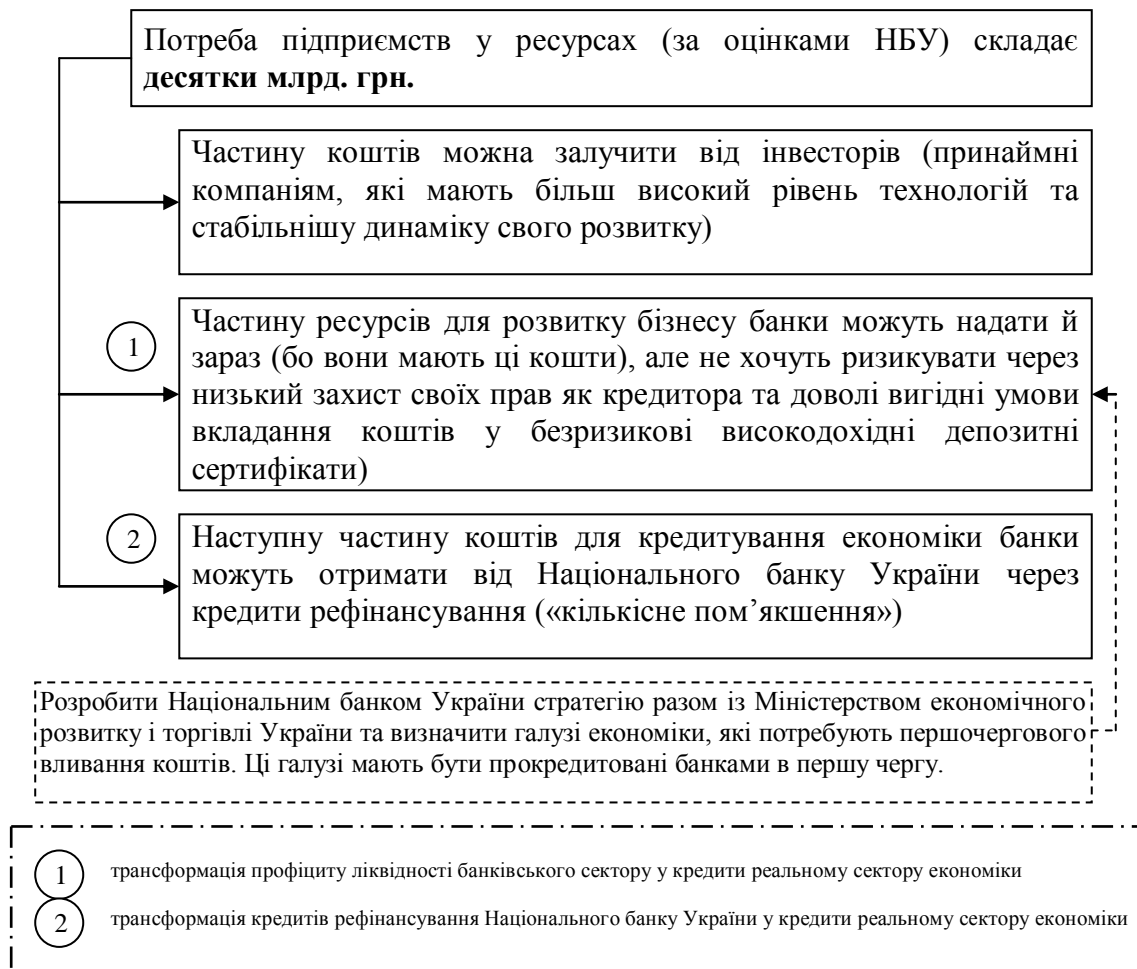 Потреба підприємств у ресурсах (за оцінками НБУ) складає
десятки млрд. грн.
Частину коштів можна залучити від інвесторів (принаймні
компаніям, які мають більш високий рівень технологій та
стабільнішу динаміку свого розвитку)
1
Частину ресурсів для розвитку бізнесу банки можуть надати й
зараз (бо вони мають ці кошти), але не хочуть ризикувати через
низький захист своїх прав як кредитора та доволі вигідні умови
вкладання коштів у безризикові високодохідні депозитні
сертифікати)
2
Наступну частину коштів для кредитування економіки банки
можуть отримати від Національного банку України через
кредити рефінансування («кількісне пом’якшення»)
Розробити Національним банком України стратегію разом із Міністерством економічного
розвитку і торгівлі України та визначити галузі економіки, які потребують першочергового
вливання коштів. Ці галузі мають бути прокредитовані банками в першу чергу.
1 трансформація профіциту ліквідності банківського сектору у кредити реальному сектору економіки
2 трансформація кредитів рефінансування Національного банку України у кредити реальному сектору економіки